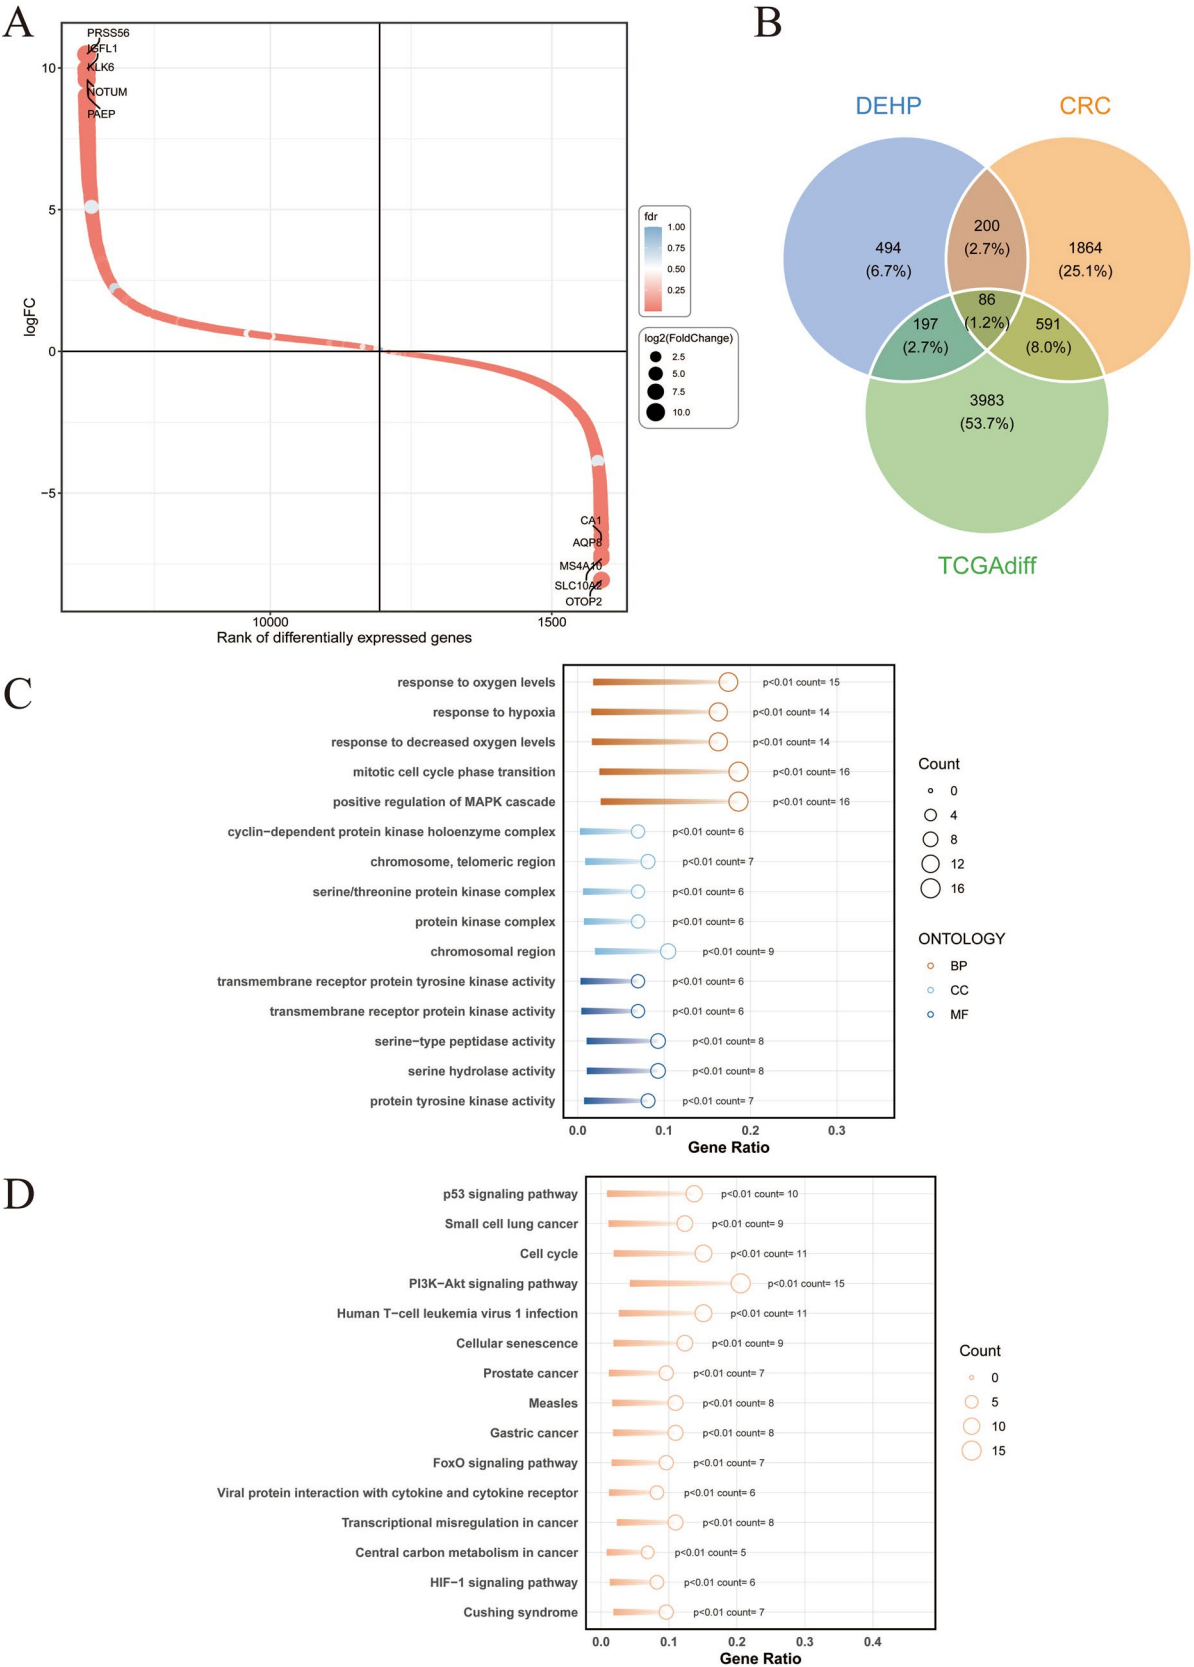 A
PRSS56
IGFL1
KLK6
NOTUM
PAEP
10
5
0
−5
logFC
CA1
AQP8
MS4A10
SLC10A2
OTOP2
10000
1500
Rank of differentially expressed genes
fdr
1.00
0.75
0.50
0.25
log2(FoldChange)
2.5
5.0
7.5
10.0
B
DEHP
CRC
200
(2.7%)
494
(6.7%)
1864
(25.1%)
86
(1.2%)
197
(2.7%)
591
(8.0%)
3983
(53.7%)
TCGAdiff
C
response to oxygen levels p<0.01 count= 15
response to hypoxia p<0.01 count= 14
response to decreased oxygen levels p<0.01 count= 14
mitotic cell cycle phase transition p<0.01 count= 16
positive regulation of MAPK cascade p<0.01 count= 16
cyclin−dependent protein kinase holoenzyme complex p<0.01 count= 6
chromosome, telomeric region p<0.01 count= 7
serine/threonine protein kinase complex p<0.01 count= 6
protein kinase complex p<0.01 count= 6
chromosomal region p<0.01 count= 9
transmembrane receptor protein tyrosine kinase activity p<0.01 count= 6
transmembrane receptor protein kinase activity p<0.01 count= 6
serine−type peptidase activity p<0.01 count= 8
serine hydrolase activity p<0.01 count= 8
protein tyrosine kinase activity p<0.01 count= 7
0.0 0.1 0.2 0.3
Gene Ratio
Count
0
4
8
12
16
ONTOLOGY
BP
CC
MF
D
p53 signaling pathway p<0.01 count= 10
Small cell lung cancer p<0.01 count= 9
Cell cycle p<0.01 count= 11
PI3K−Akt signaling pathway p<0.01 count= 15
Human T−cell leukemia virus 1 infection p<0.01 count= 11
Cellular senescence p<0.01 count= 9
Prostate cancer p<0.01 count= 7
Measles p<0.01 count= 8
Gastric cancer p<0.01 count= 8
FoxO signaling pathway p<0.01 count= 7
Viral protein interaction with cytokine and cytokine receptor p<0.01 count= 6
Transcriptional misregulation in cancer p<0.01 count= 8
Central carbon metabolism in cancer p<0.01 count= 5
HIF−1 signaling pathway p<0.01 count= 6
Cushing syndrome p<0.01 count= 7
0.0 0.1 0.2 0.3 0.4
Gene Ratio
Count
0
5
10
15